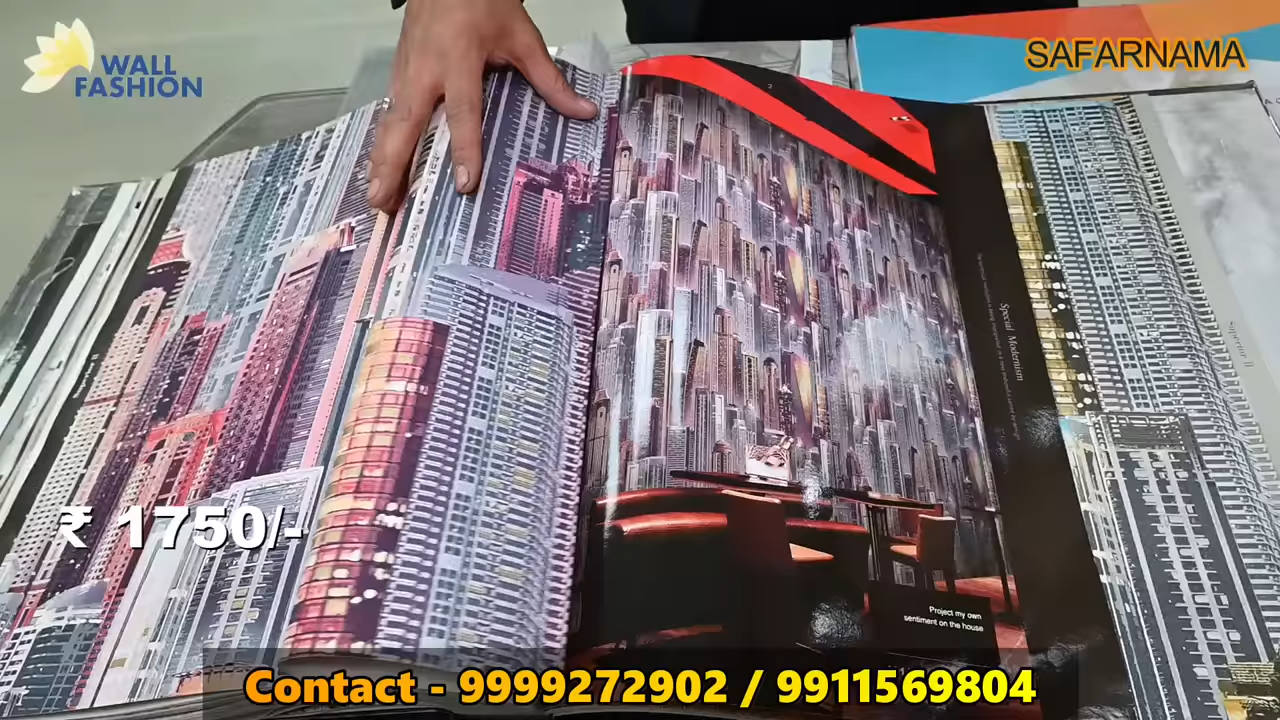 WALL
FASHION
SAFARNAMA
Special Modernism
₹ 1750/-
Project my own
sentiment on the house
Contact - 9999272902 / 9911569804